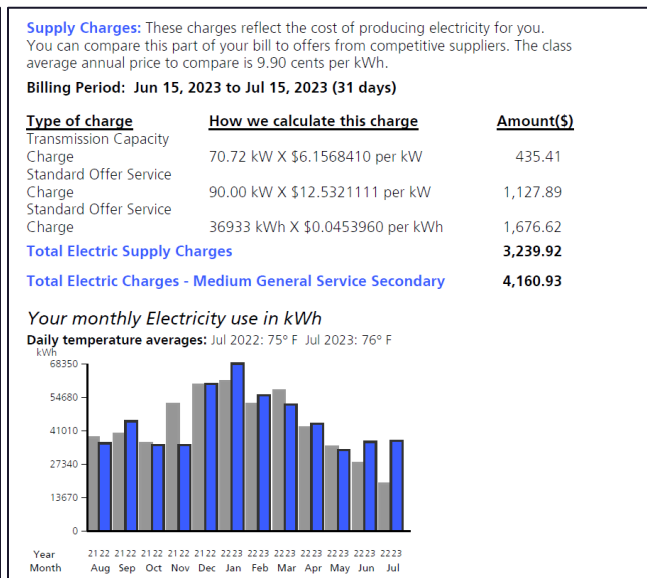 Supply Charges: These charges reflect the cost of producing electricity for you.
You can compare this part of your bill to offers from competitive suppliers. The class
average annual price to compare is 9.90 cents per kWh.
Billing Period: Jun 15, 2023 to Jul 15, 2023 (31 days)
Type of charge How we calculate this charge Amount($)
Transmission Capacity
Charge 70.72 kW X $6.1568410 per kW 435.41
Standard Offer Service
Charge 90.00 kW X $12.5321111 per kW 1,127.89
Standard Offer Service
Charge 36933 kWh X $0.0453960 per kWh 1,676.62
Total Electric Supply Charges 3,239.92
Total Electric Charges - Medium General Service Secondary 4,160.93
Your monthly Electricity use in kWh
Daily temperature averages: Jul 2022: 75° F Jul 2023: 76° F
kWh
68350
54680
41010
27340
13670
0
Year 21 22 21 22 21 22 21 22 21 22 22 23 22 23 22 23 22 23 22 23 22 23 22 23
Month Aug Sep Oct Nov Dec Jan Feb Mar Apr May Jun Jul